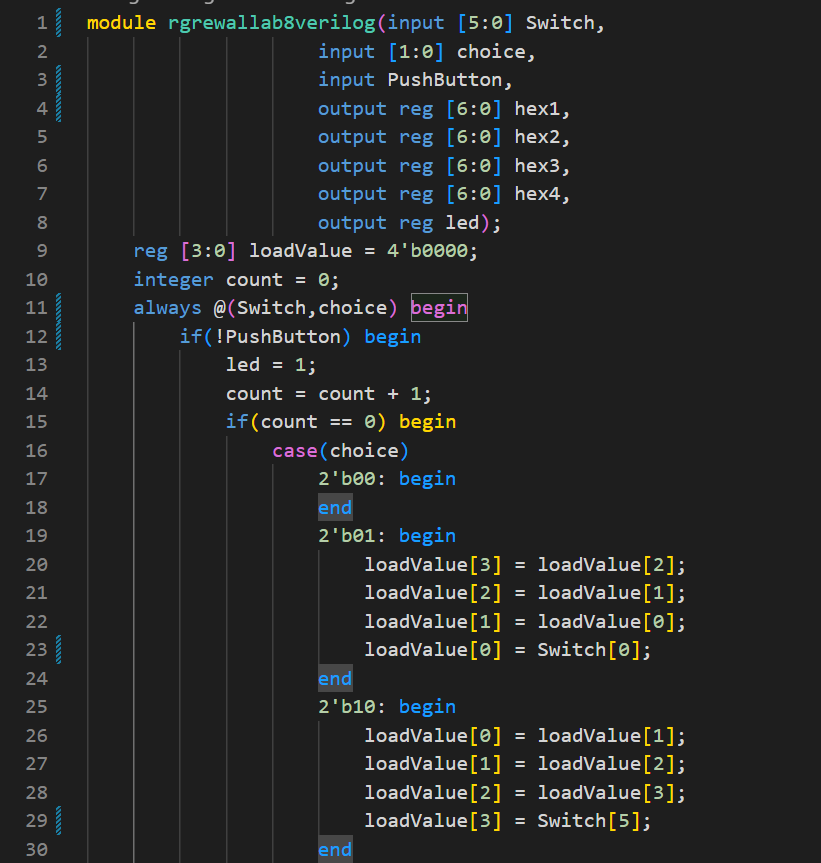 1 module rgrewallab8verilog(input [5:0] Switch,
2 input [1:0] choice,
3 input PushButton,
4 output reg [6:0] hex1,
5 output reg [6:0] hex2,
6 output reg [6:0] hex3,
7 output reg [6:0] hex4,
8 output reg led);
9 reg [3:0] loadValue = 4'b0000;
10 integer count = 0;
11 always @(Switch,choice) begin
12 if(!PushButton) begin
13 led = 1;
14 count = count + 1;
15 if(count == 0) begin
16 case(choice)
17 2'b00: begin
18 end
19 2'b01: begin
20 loadValue[3] = loadValue[2];
21 loadValue[2] = loadValue[1];
22 loadValue[1] = loadValue[0];
23 loadValue[0] = Switch[0];
24 end
25 2'b10: begin
26 loadValue[0] = loadValue[1];
27 loadValue[1] = loadValue[2];
28 loadValue[2] = loadValue[3];
29 loadValue[3] = Switch[5];
30 end